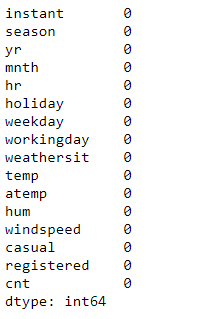 instant 0
season 0
yr 0
mnth 0
hr 0
holiday 0
weekday 0
workingday 0
weathersit 0
temp 0
atemp 0
hum 0
windspeed 0
casual 0
registered 0
cnt 0
dtype: int64